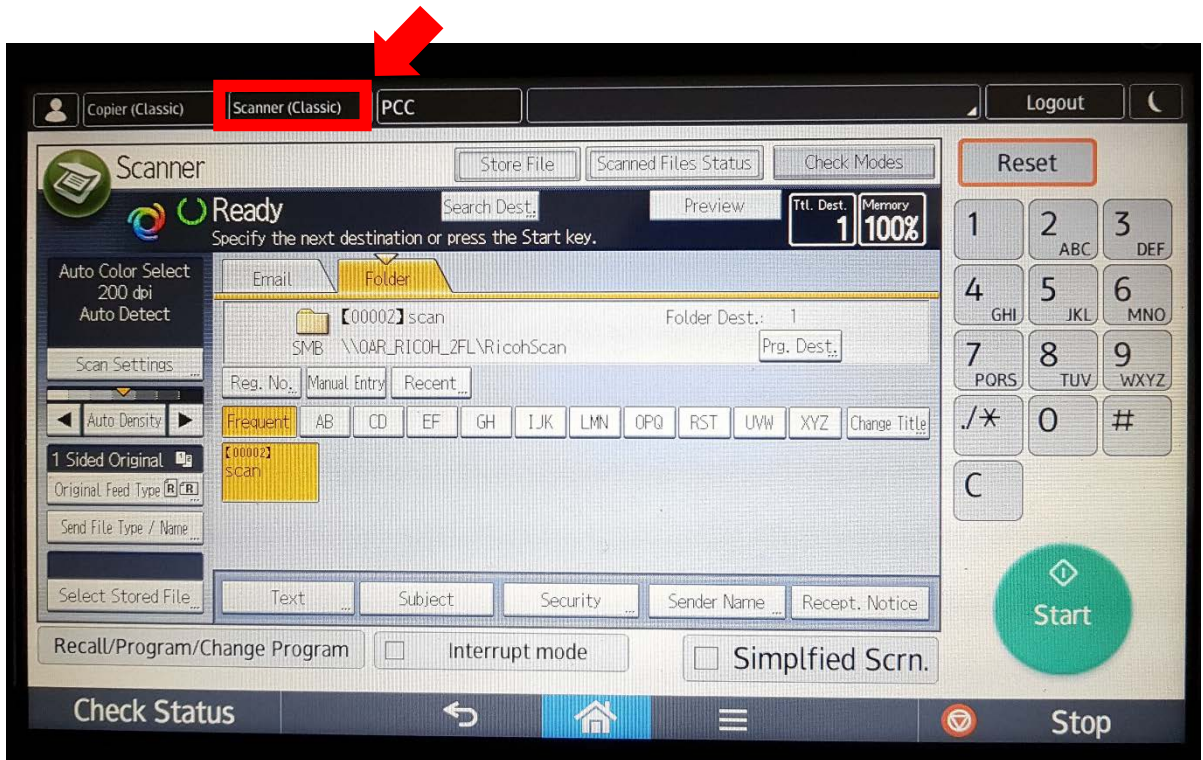 Copier (Classic)
Scanner (Classic)
PCC
Logout
Scanner
Store File
Scanned Files Status
Check Modes
Reset
Ready
Search Dest.
Preview
Ttl. Dest.
1
Memory
100%
Specify the next destination or press the Start key.
Auto Color Select
200 dpi
Auto Detect
Scan Settings
Auto Density
1 Sided Original
Original Feed Type R R
Send File Type / Name
Select Stored File
Email
Folder
【00002】scan
Folder Dest.: 1
SMB \\OAR_RICOH_2FL\RicohScan
Prg. Dest.
Reg. No.
Manual Entry
Recent
Frequent AB CD EF GH IJK LMN OPQ RST UVW XYZ Change Title
【00002】
scan
Text
Subject
Security
Sender Name
Recept. Notice
1
2 ABC
3 DEF
4 GHI
5 JKL
6 MNO
7 PQRS
8 TUV
9 WXYZ
./*
0
#
C
Start
Recall/Program/Change Program
Interrupt mode
Simplfied Scrn.
Check Status
Stop